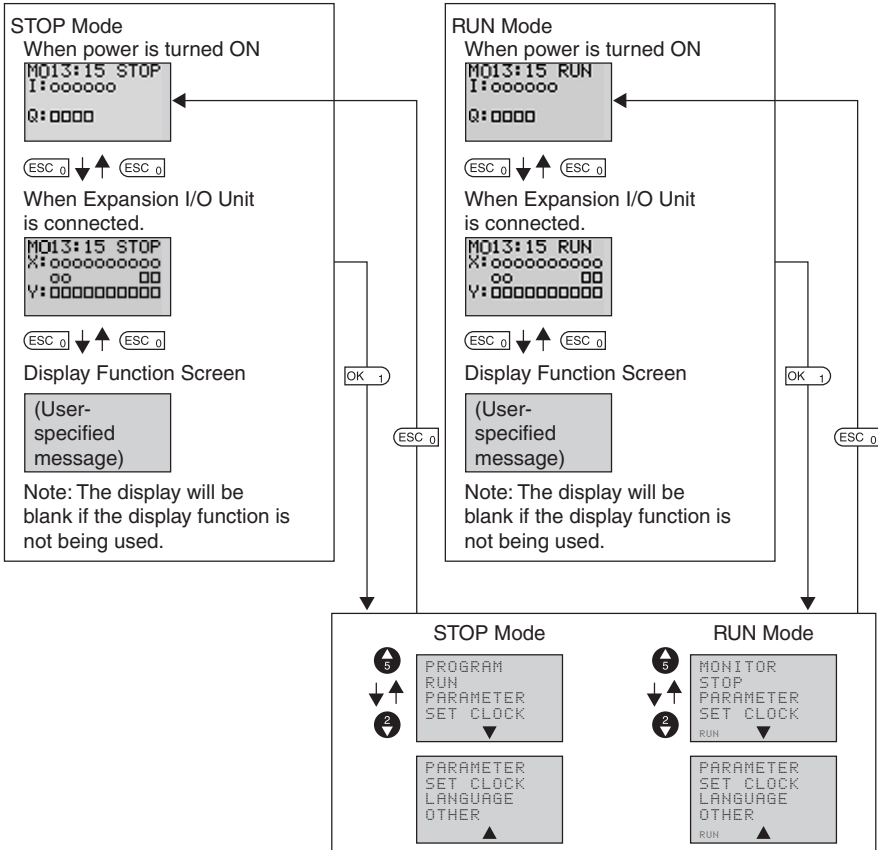 STOP Mode
When power is turned ON
MO13:15 STOP
I:oooooo
Q:□□□□
ESC 0 ESC 0
When Expansion I/O Unit
is connected.
MO13:15 STOP
X:oooooooooo
oo □□
Y:□□□□□□□□□□
ESC 0 ESC 0
Display Function Screen
(User-
specified
message)
Note: The display will be
blank if the display function is
not being used.
OK 1
ESC 0
RUN Mode
When power is turned ON
MO13:15 RUN
I:oooooo
Q:□□□□
ESC 0 ESC 0
When Expansion I/O Unit
is connected.
MO13:15 RUN
X:oooooooooo
oo □□
Y:□□□□□□□□□□
ESC 0 ESC 0
Display Function Screen
(User-
specified
message)
Note: The display will be
blank if the display function is
not being used.
OK 1
ESC 0
STOP Mode
5
2
PROGRAM
RUN
PARAMETER
SET CLOCK
PARAMETER
SET CLOCK
LANGUAGE
OTHER
RUN Mode
5
2
MONITOR
STOP
PARAMETER
SET CLOCK
RUN
PARAMETER
SET CLOCK
LANGUAGE
OTHER
RUN